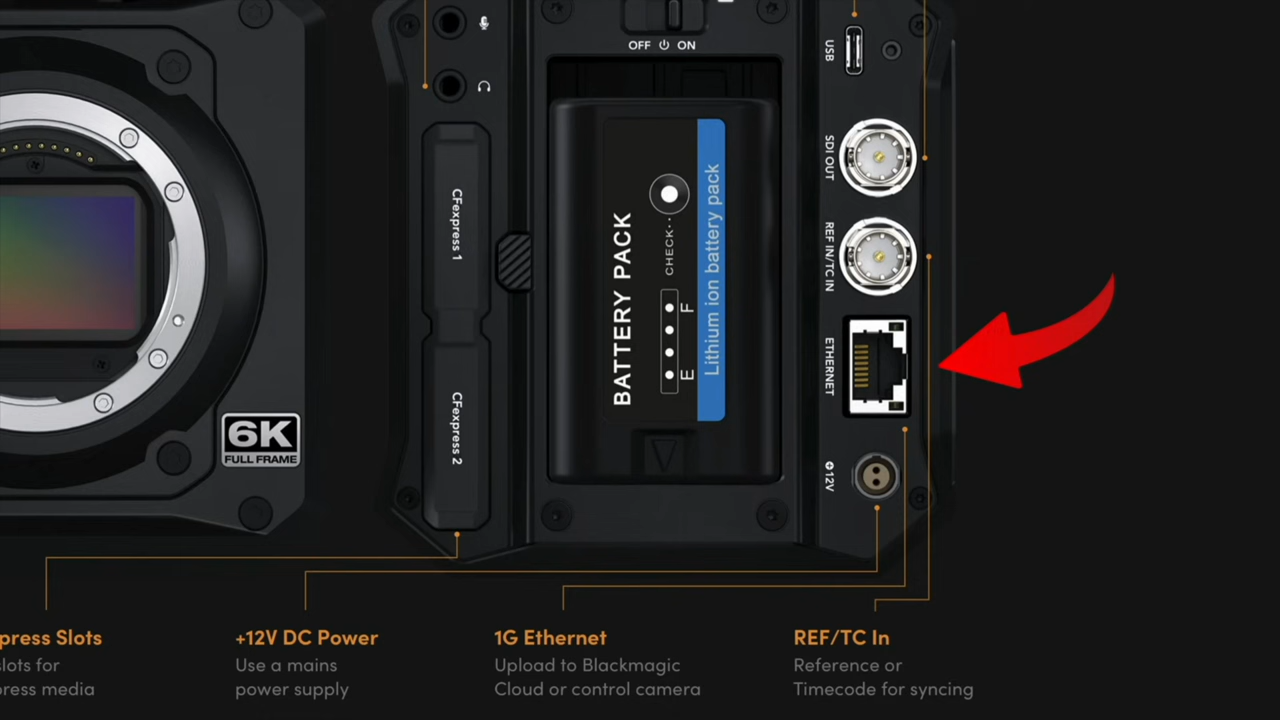 OFF ON
USB
SDI OUT
REF IN/TC IN
ETHERNET
12V
CFexpress 1
CFexpress 2
BATTERY PACK
CHECK··
E F
Lithium ion battery pack
6K
FULL FRAME
press Slots
slots for
press media
+12V DC Power
Use a mains
power supply
1G Ethernet
Upload to Blackmagic
Cloud or control camera
REF/TC In
Reference or
Timecode for syncing